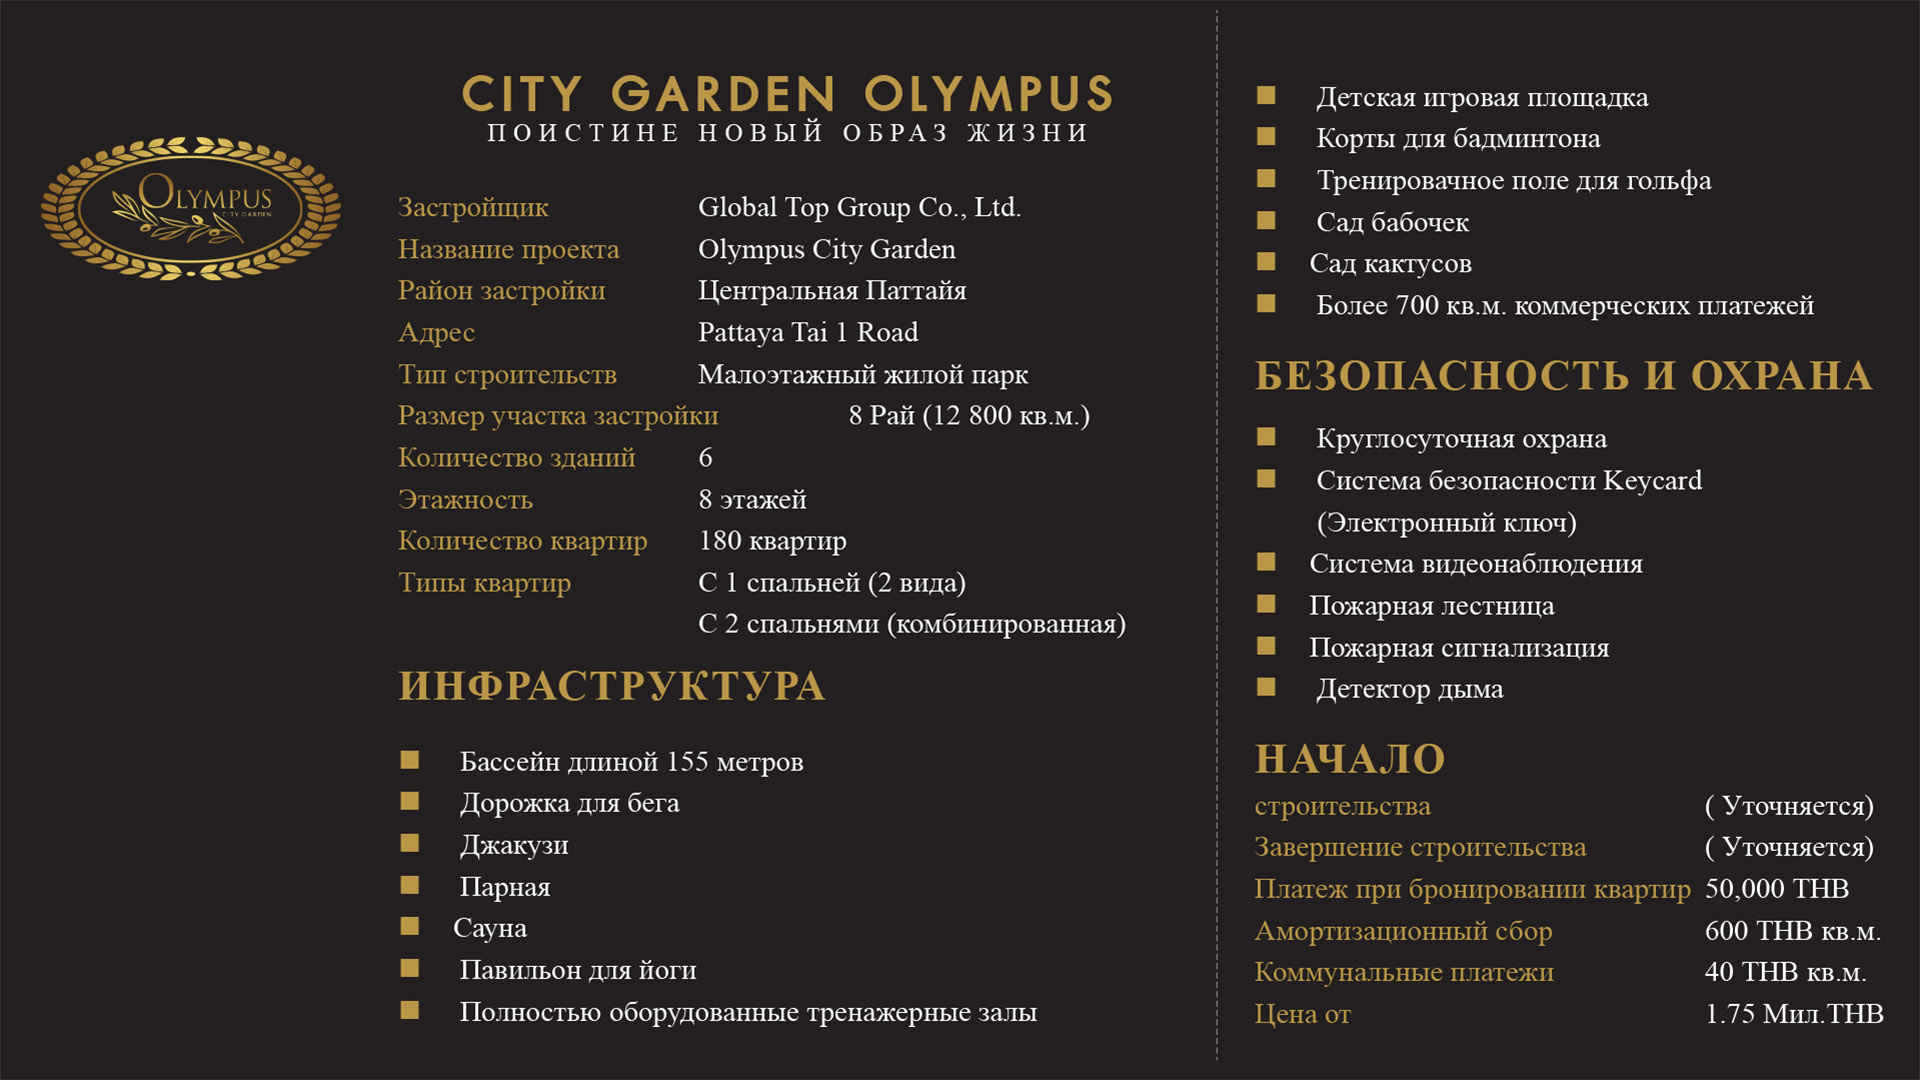 OLYMPUS
CITY GARDEN
CITY GARDEN OLYMPUS
ПОИСТИНЕ НОВЫЙ ОБРАЗ ЖИЗНИ
Застройщик Global Top Group Co., Ltd.
Название проекта Olympus City Garden
Район застройки Центральная Паттайя
Адрес Pattaya Tai 1 Road
Тип строительств Малоэтажный жилой парк
Размер участка застройки 8 Рай (12 800 кв.м.)
Количество зданий 6
Этажность 8 этажей
Количество квартир 180 квартир
Типы квартир С 1 спальней (2 вида)
С 2 спальнями (комбинированная)
ИНФРАСТРУКТУРА
Бассейн длиной 155 метров
Дорожка для бега
Джакузи
Парная
Сауна
Павильон для йоги
Полностью оборудованные тренажерные залы
Детская игровая площадка
Корты для бадминтона
Тренировачное поле для гольфа
Сад бабочек
Сад кактусов
Более 700 кв.м. коммерческих платежей
БЕЗОПАСНОСТЬ И ОХРАНА
Круглосуточная охрана
Система безопасности Keycard
(Электронный ключ)
Система видеонаблюдения
Пожарная лестница
Пожарная сигнализация
Детектор дыма
НАЧАЛО
строительства ( Уточняется)
Завершение строительства ( Уточняется)
Платеж при бронировании квартир 50,000 THB
Амортизационный сбор 600 THB кв.м.
Коммунальные платежи 40 THB кв.м.
Цена от 1.75 Мил.THB